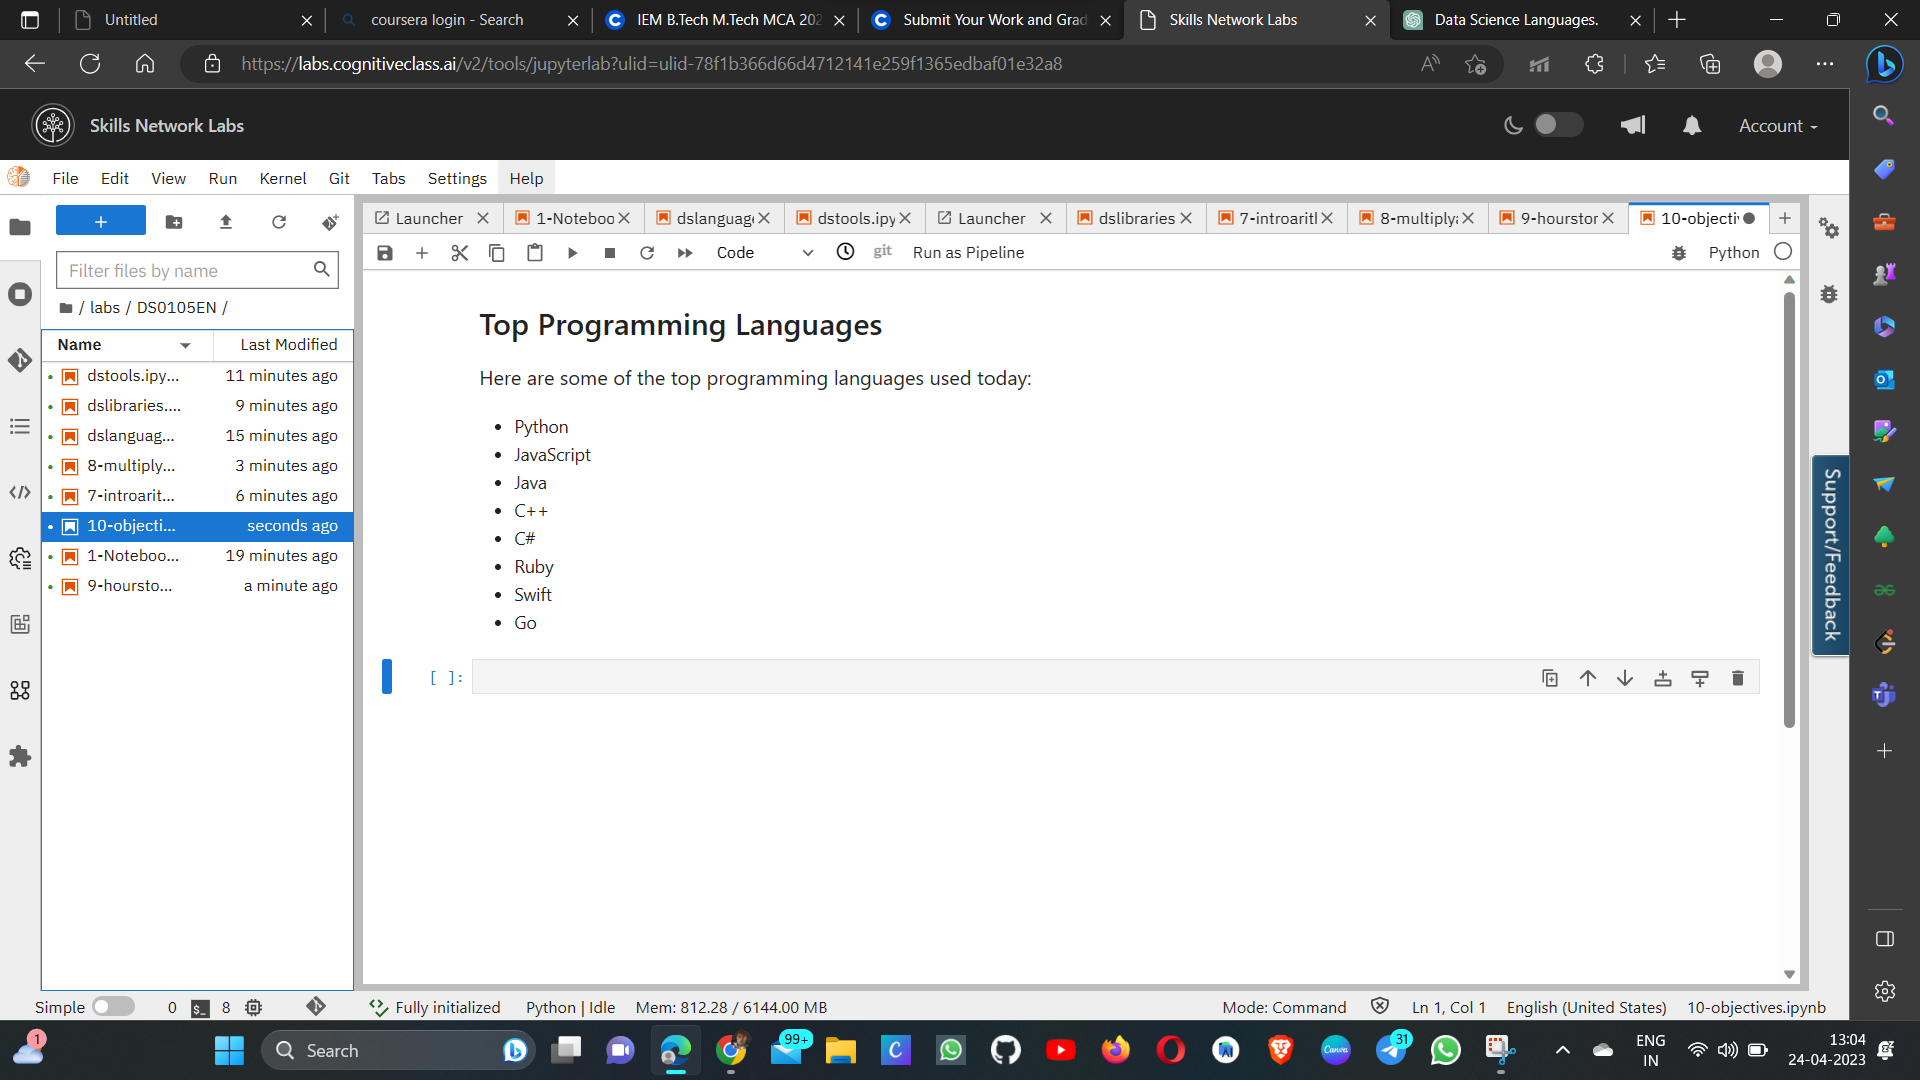 Untitled
coursera login - Search
IEM B.Tech M.Tech MCA 202
Submit Your Work and Grad
Skills Network Labs
Data Science Languages.
https://labs.cognitiveclass.ai/v2/tools/jupyterlab?ulid=ulid-78f1b366d66d4712141e259f1365edbaf01e32a8
Skills Network Labs
Account
File Edit View Run Kernel Git Tabs Settings Help
Launcher
1-Noteboo
dslanguage
dstools.ipy
Launcher
dslibraries
7-introarit
8-multiply
9-hourstor
10-objecti
Code
git
Run as Pipeline
Python
Filter files by name
/ labs / DS0105EN /
Name Last Modified
dstools.ipy... 11 minutes ago
dslibraries.... 9 minutes ago
dslanguag... 15 minutes ago
8-multiply... 3 minutes ago
7-introarit... 6 minutes ago
10-objecti... seconds ago
1-Noteboo... 19 minutes ago
9-hoursto... a minute ago
Top Programming Languages
Here are some of the top programming languages used today:
• Python
• JavaScript
• Java
• C++
• C#
• Ruby
• Swift
• Go
[ ]:
Support/Feedback
Simple 0 $_ 8 Fully initialized Python | Idle Mem: 812.28 / 6144.00 MB Mode: Command Ln 1, Col 1 English (United States) 10-objectives.ipynb
1
Search
99+
C
Canva
31
ENG
IN
13:04
24-04-2023